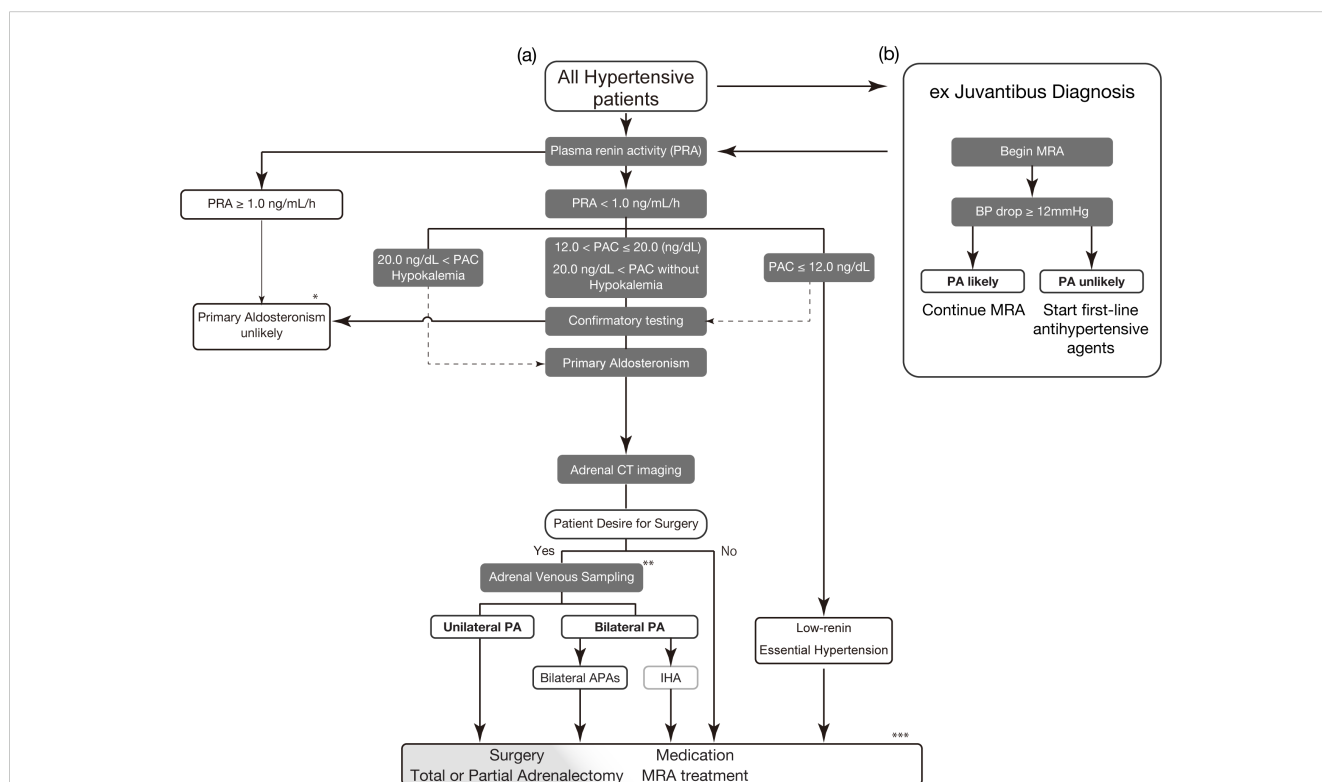 (a)
All Hypertensive
patients
Plasma renin activity (PRA)
PRA ≥ 1.0 ng/mL/h
PRA < 1.0 ng/mL/h
20.0 ng/dL < PAC
Hypokalemia
12.0 < PAC ≤ 20.0 (ng/dL)
20.0 ng/dL < PAC without
Hypokalemia
PAC ≤ 12.0 ng/dL
*
Primary Aldosteronism
unlikely
Confirmatory testing
Primary Aldosteronism
Adrenal CT imaging
Patient Desire for Surgery
Yes
No
Adrenal Venous Sampling
**
Unilateral PA
Bilateral PA
Bilateral APAs
IHA
Low-renin
Essential Hypertension
***
Surgery
Total or Partial Adrenalectomy
Medication
MRA treatment
(b)
ex Juvantibus Diagnosis
Begin MRA
BP drop ≥ 12mmHg
PA likely
Continue MRA
PA unlikely
Start first-line
antihypertensive
agents